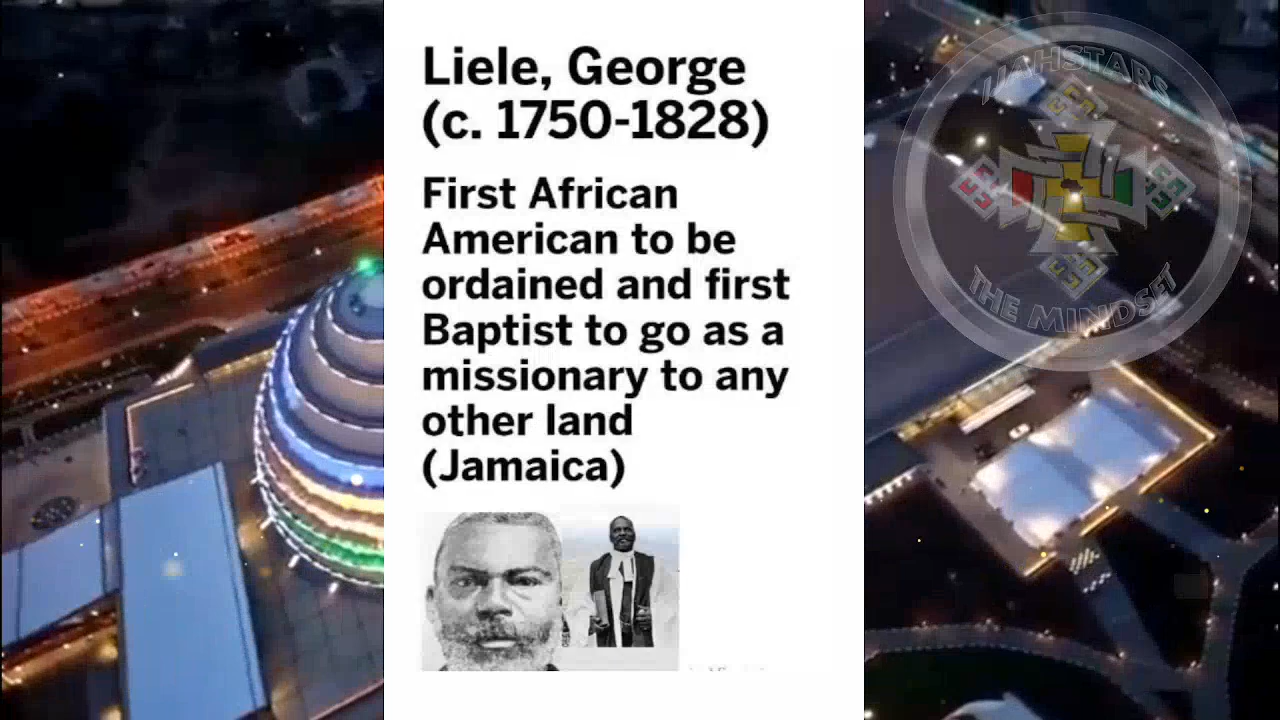 Liele, George
(c. 1750-1828)
First African
American to be
ordained and first
Baptist to go as a
missionary to any
other land
(Jamaica)
IJAHSTARS
THE MINDSET